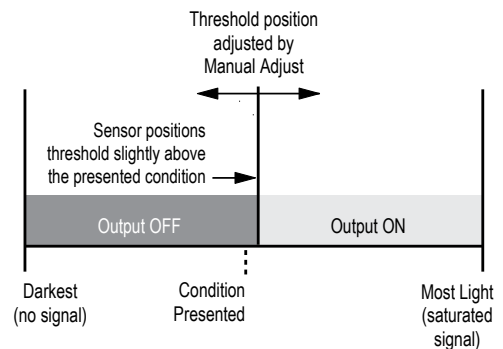 Threshold position
adjusted by
Manual Adjust
Sensor positions
threshold slightly above
the presented condition
Output OFF
Output ON
Darkest
(no signal)
Condition
Presented
Most Light
(saturated
signal)